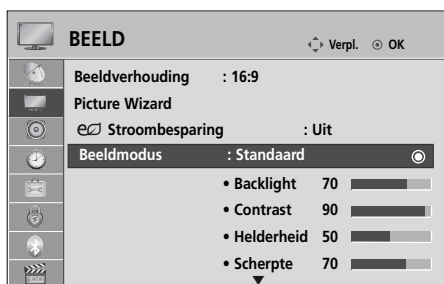 BEELD
Verpl. OK
Beeldverhouding : 16:9
Picture Wizard
Stroombesparing : Uit
Beeldmodus : Standaard
• Backlight 70
• Contrast 90
• Helderheid 50
• Scherpte 70